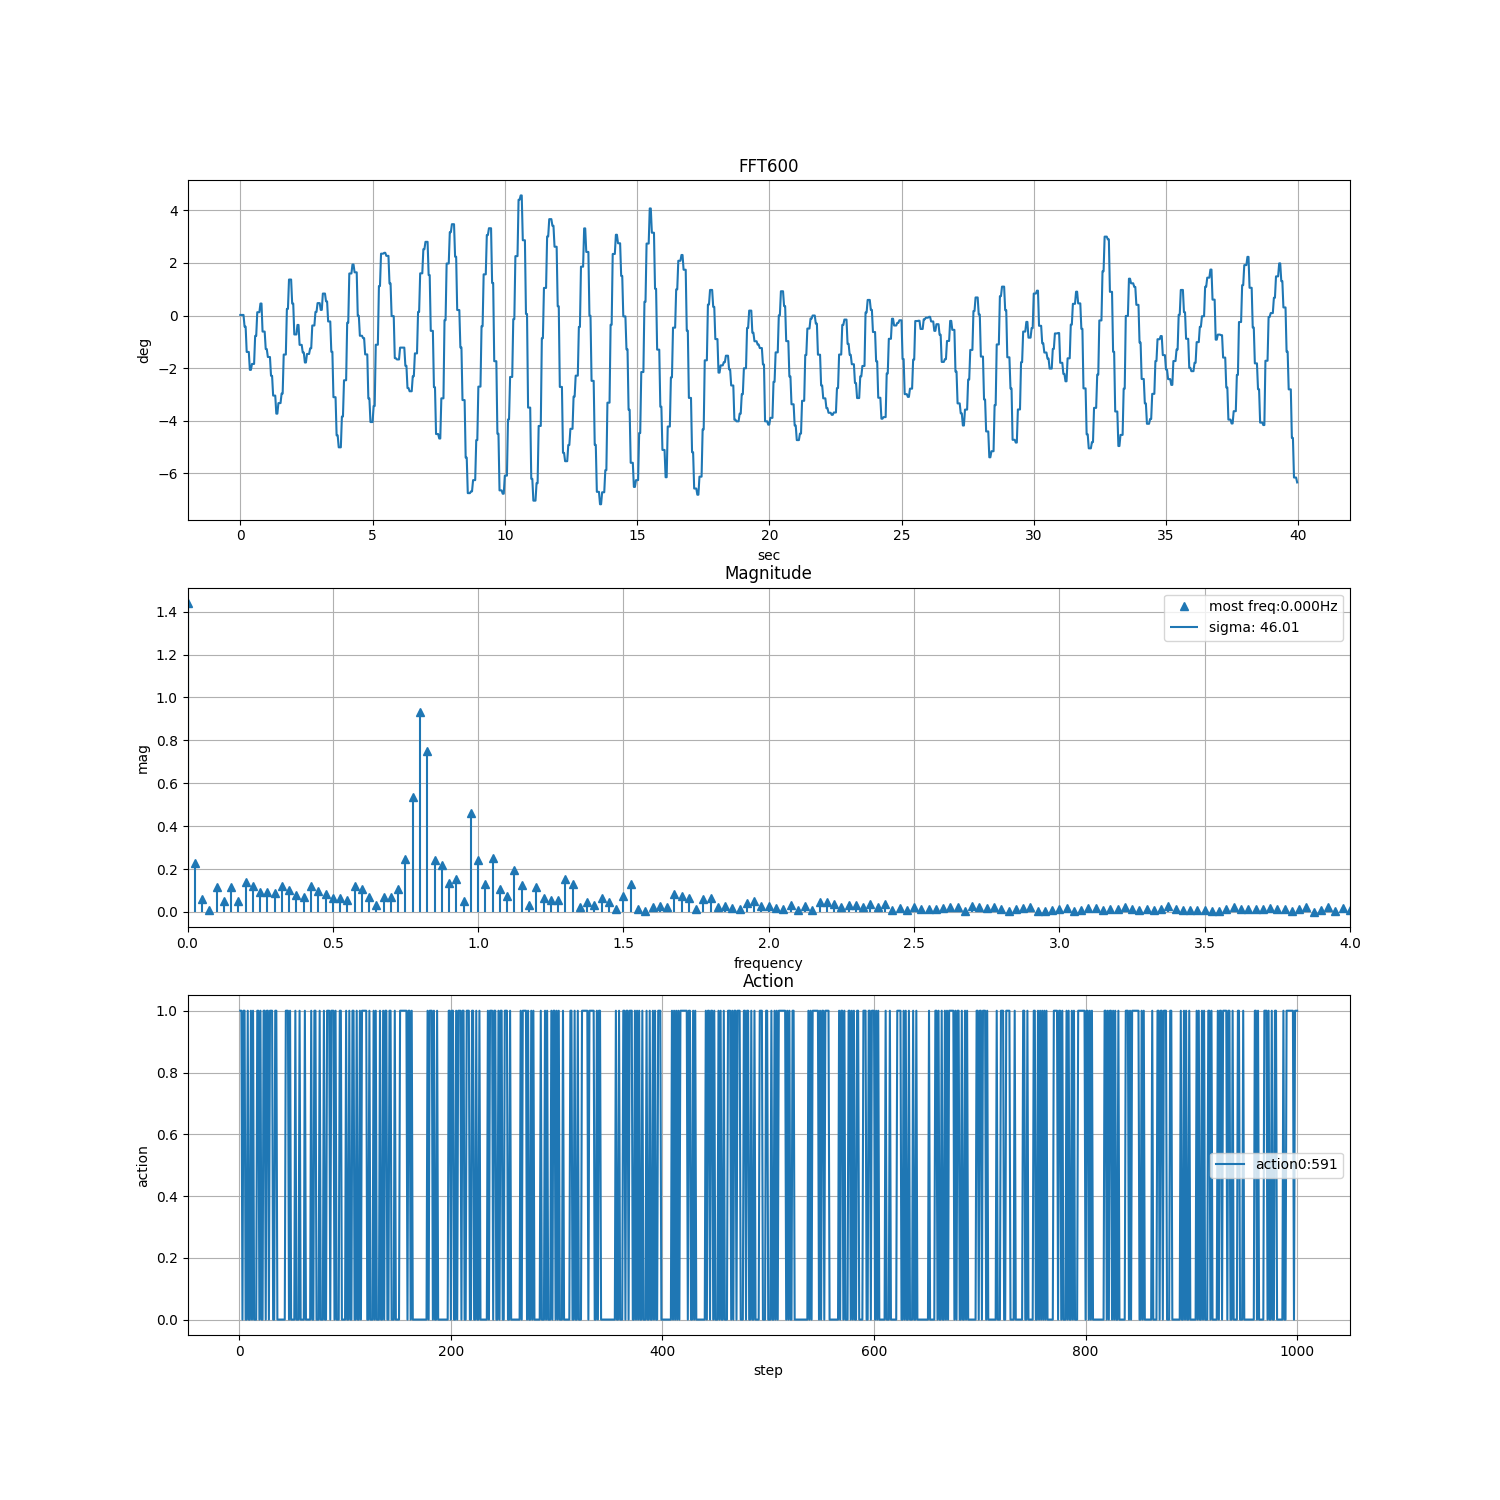 FFT600
4
2
0
−2
−4
−6
deg
0 5 10 15 20 25 30 35 40
sec
Magnitude
1.4
1.2
1.0
0.8
0.6
0.4
0.2
0.0
mag
most freq:0.000Hz
sigma: 46.01
0.0 0.5 1.0 1.5 2.0 2.5 3.0 3.5 4.0
frequency
Action
1.0
0.8
0.6
0.4
0.2
0.0
action
action0:591
0 200 400 600 800 1000
step